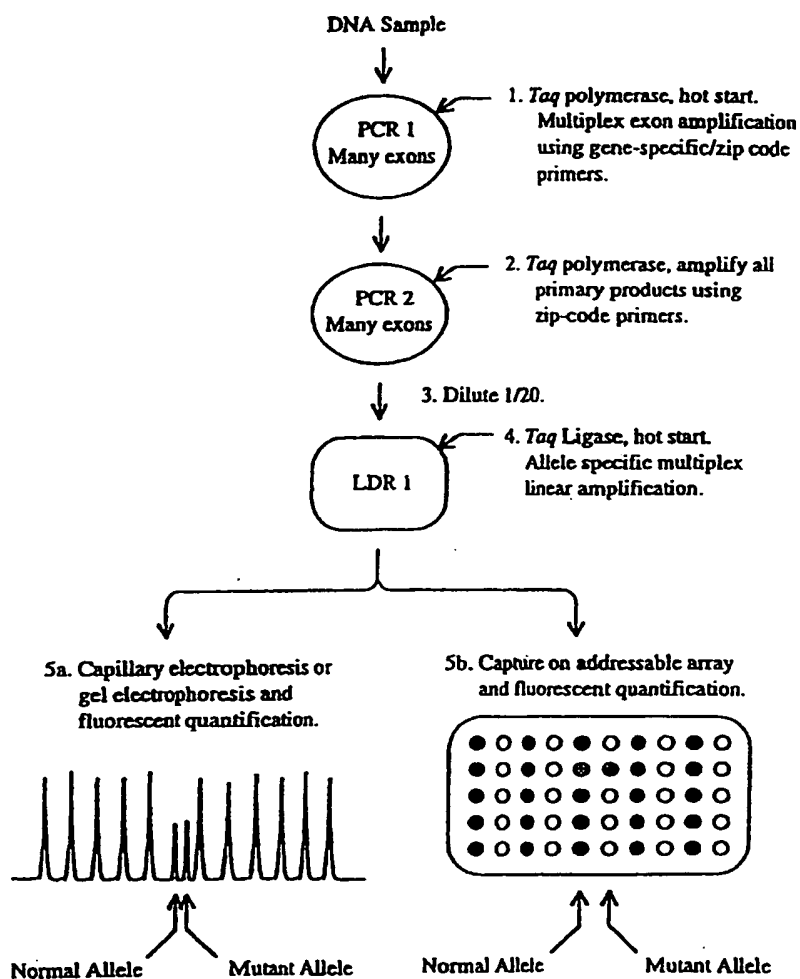 DNA Sample
1. Taq polymerase, hot start.
Multiplex exon amplification
using gene-specific/zip code
primers.
PCR 1
Many exons
2. Taq polymerase, amplify all
primary products using
zip-code primers.
PCR 2
Many exons
3. Dilute 1/20.
4. Taq Ligase, hot start.
Allele specific multiplex
linear amplification.
LDR 1
5a. Capillary electrophoresis or
gel electrophoresis and
fluorescent quantification.
5b. Capture on addressable array
and fluorescent quantification.
Normal Allele
Mutant Allele
Normal Allele
Mutant Allele